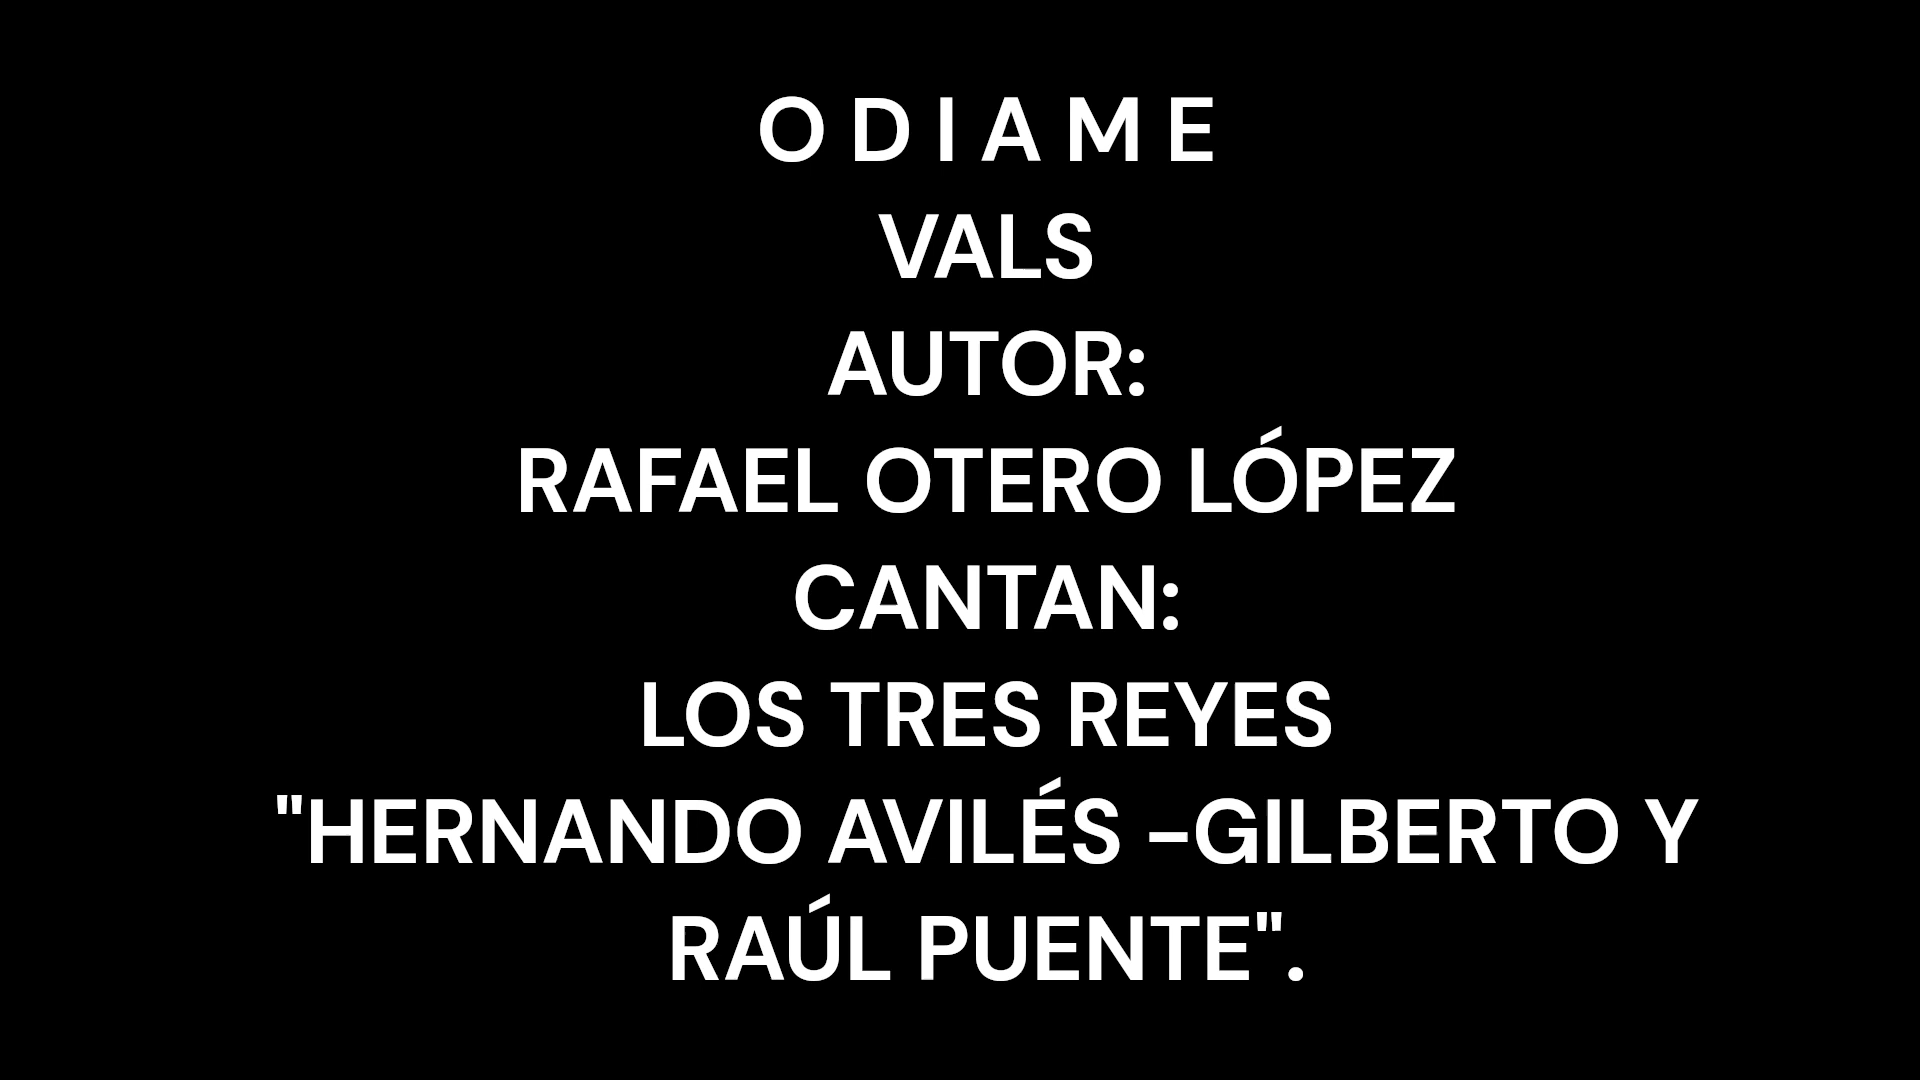 O D I A M E
VALS
AUTOR:
RAFAEL OTERO LÓPEZ
CANTAN:
LOS TRES REYES
"HERNANDO AVILÉS -GILBERTO Y
RAÚL PUENTE".